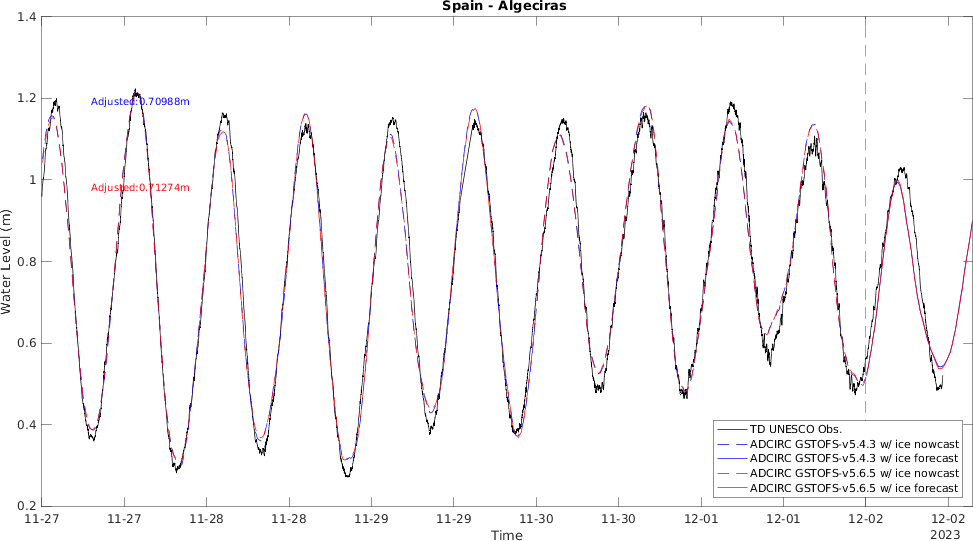 Spain - Algeciras
1.4
1.2
1
0.8
0.6
0.4
0.2
Water Level (m)
Adjusted:0.70988m
Adjusted:0.71274m
TD UNESCO Obs.
ADCIRC GSTOFS-v5.4.3 w/ ice nowcast
ADCIRC GSTOFS-v5.4.3 w/ ice forecast
ADCIRC GSTOFS-v5.6.5 w/ ice nowcast
ADCIRC GSTOFS-v5.6.5 w/ ice forecast
11-27 11-27 11-28 11-28 11-29 11-29 11-30 11-30 12-01 12-01 12-02 12-02
2023
Time